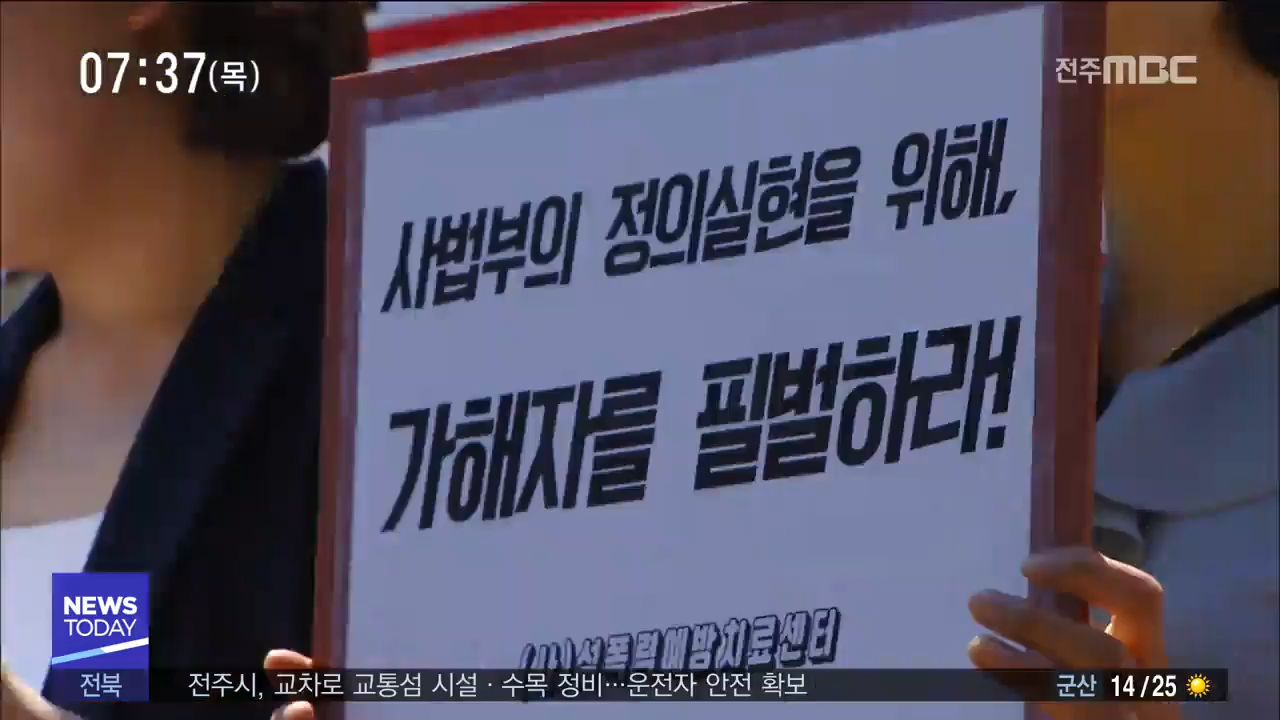 07:37(목)
전주MBC
사법부의 정의실현을 위해,
가해자를 필벌하라!
(사)성폭력예방치료센터
NEWS
TODAY
전북
전주시, 교차로 교통섬 시설·수목 정비…운전자 안전 확보
군산 14/25